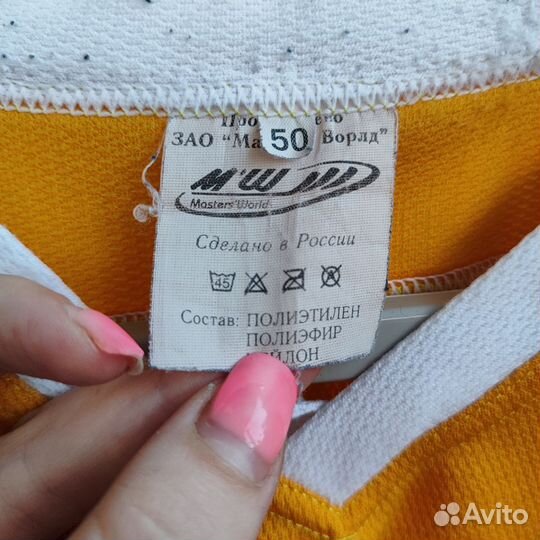 ЗАО "Ма Ворлд"
50
M'W
Masters' World
Сделано в России
45
Состав: ПОЛИЭТИЛЕН
ПОЛИЭФИР
Avito